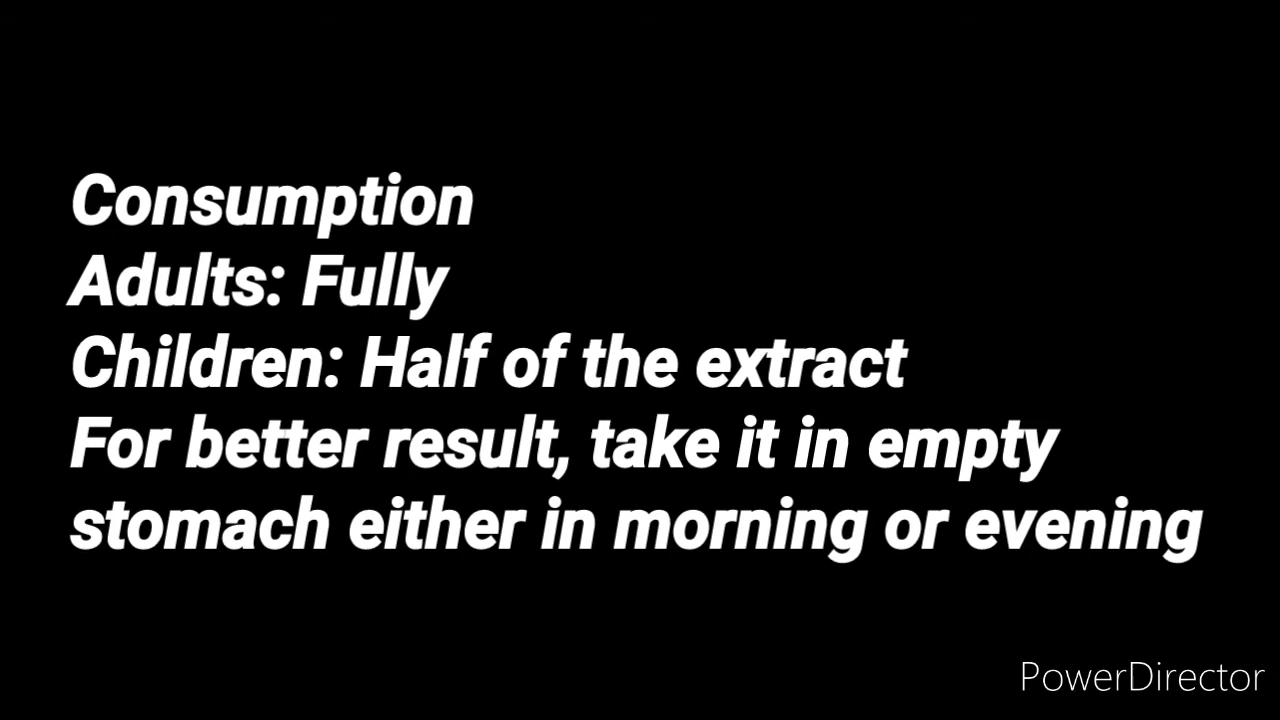 Consumption
Adults: Fully
Children: Half of the extract
For better result, take it in empty
stomach either in morning or evening
PowerDirector